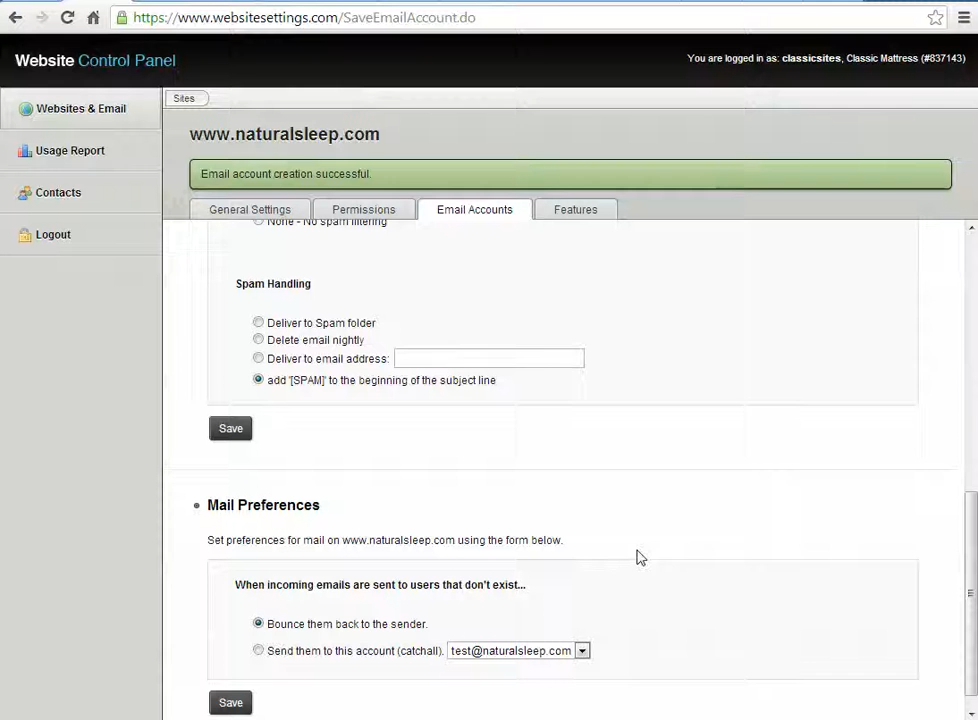 https://www.websitesettings.com/SaveEmailAccount.do
Website Control Panel
You are logged in as: classicsites, Classic Mattress (#837143)
Websites & Email
Usage Report
Contacts
Logout
Sites
www.naturalsleep.com
Email account creation successful.
General Settings
Permissions
Email Accounts
Features
None - No spam filtering
Spam Handling
Deliver to Spam folder
Delete email nightly
Deliver to email address:
add '[SPAM]' to the beginning of the subject line
Save
Mail Preferences
Set preferences for mail on www.naturalsleep.com using the form below.
When incoming emails are sent to users that don't exist...
Bounce them back to the sender.
Send them to this account (catchall). test@naturalsleep.com
Save